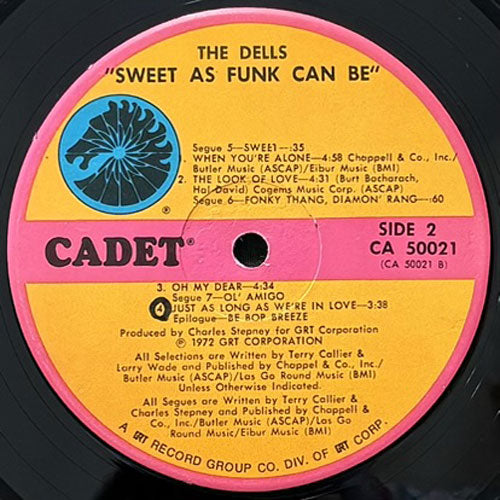 THE DELLS
"SWEET AS FUNK CAN BE"
Segue 5—SWEET—:35
1. WHEN YOU'RE ALONE—4:58 Chappell & Co., Inc./
Butler Music (ASCAP)/Eibur Music (BMI)
2. THE LOOK OF LOVE—4:31 (Burt Bacharach,
Hal David) Cogems Music Corp. (ASCAP)
Segue 6—FONKY THANG, DIAMON' RANG—:60
®
CADET®
SIDE 2
CA 50021
(CA 50021 B)
3. OH MY DEAR—4:34
Segue 7—OL' AMIGO
4. JUST AS LONG AS WE'RE IN LOVE—3:38
Epilogue—BE BOP BREEZE
Produced by Charles Stepney for GRT Corporation
℗ 1972 GRT CORPORATION
All Selections are Written by Terry Callier &
Larry Wade and Published by Chappell & Co., Inc./
Butler Music (ASCAP)/Las Go Round Music (BMI)
Unless Otherwise Indicated.
All Segues are Written by Terry Callier &
Charles Stepney and Published by Chappell &
Co., Inc./Butler Music (ASCAP)/Las Go
Round Music/Eibur Music (BMI)
A GRT RECORD GROUP CO. DIV. OF GRT CORP.